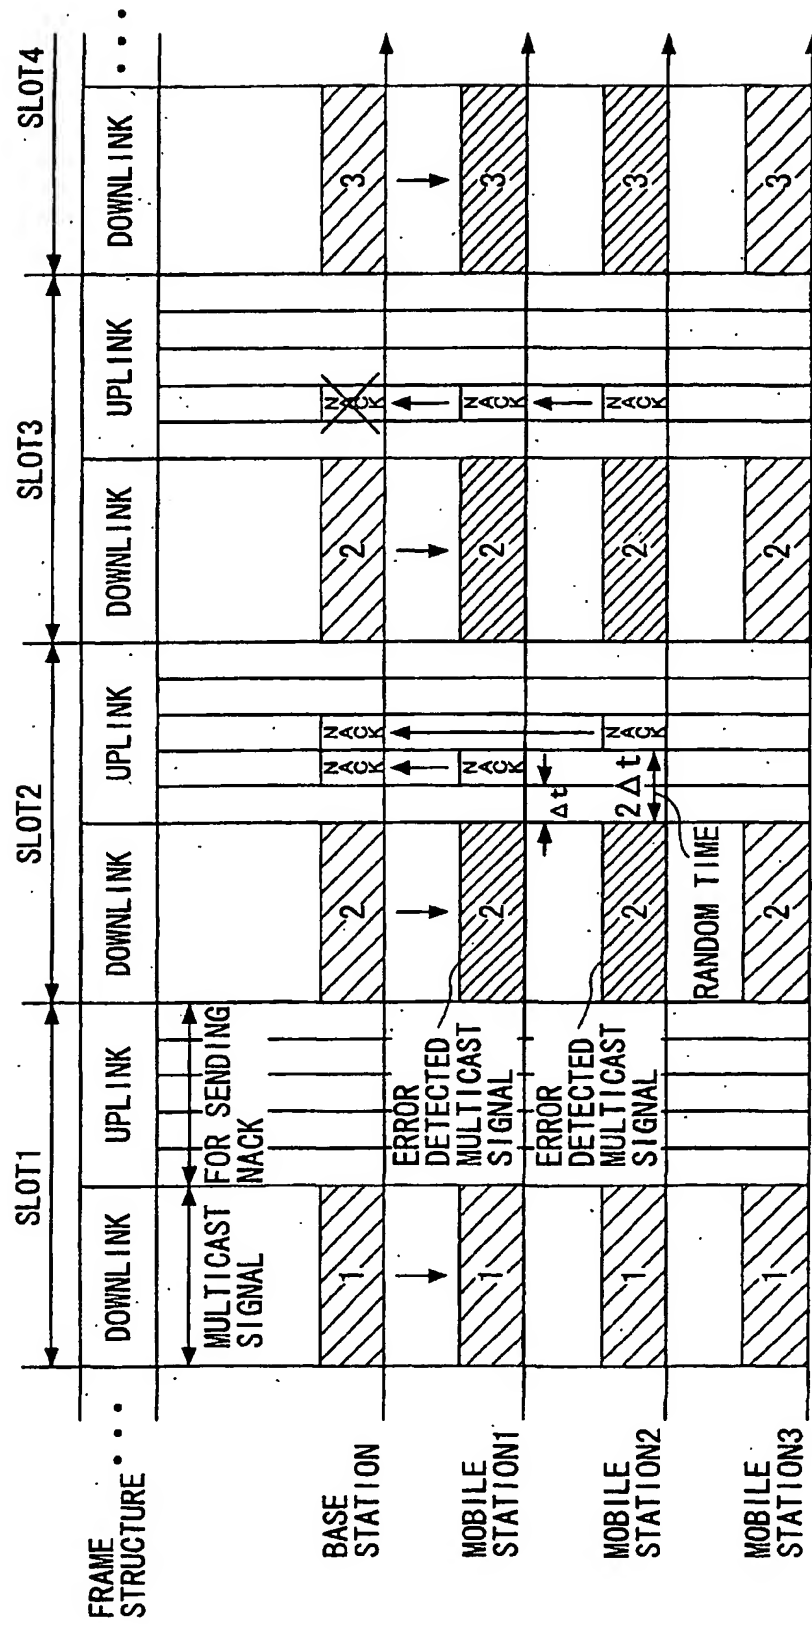 SLOT1
SLOT2
SLOT3
SLOT4
FRAME
STRUCTURE
DOWNLINK
UPLINK
DOWNLINK
UPLINK
DOWNLINK
UPLINK
DOWNLINK
MULTICAST
SIGNAL
FOR SENDING
NACK
BASE
STATION
1
2
NACK
NACK
2
NACK
3
ERROR
DETECTED
MULTICAST
SIGNAL
MOBILE
STATION1
1
2
NACK
2
NACK
3
Δt
ERROR
DETECTED
MULTICAST
SIGNAL
MOBILE
STATION2
1
2
2Δt
NACK
2
NACK
3
RANDOM TIME
MOBILE
STATION3
1
2
2
3